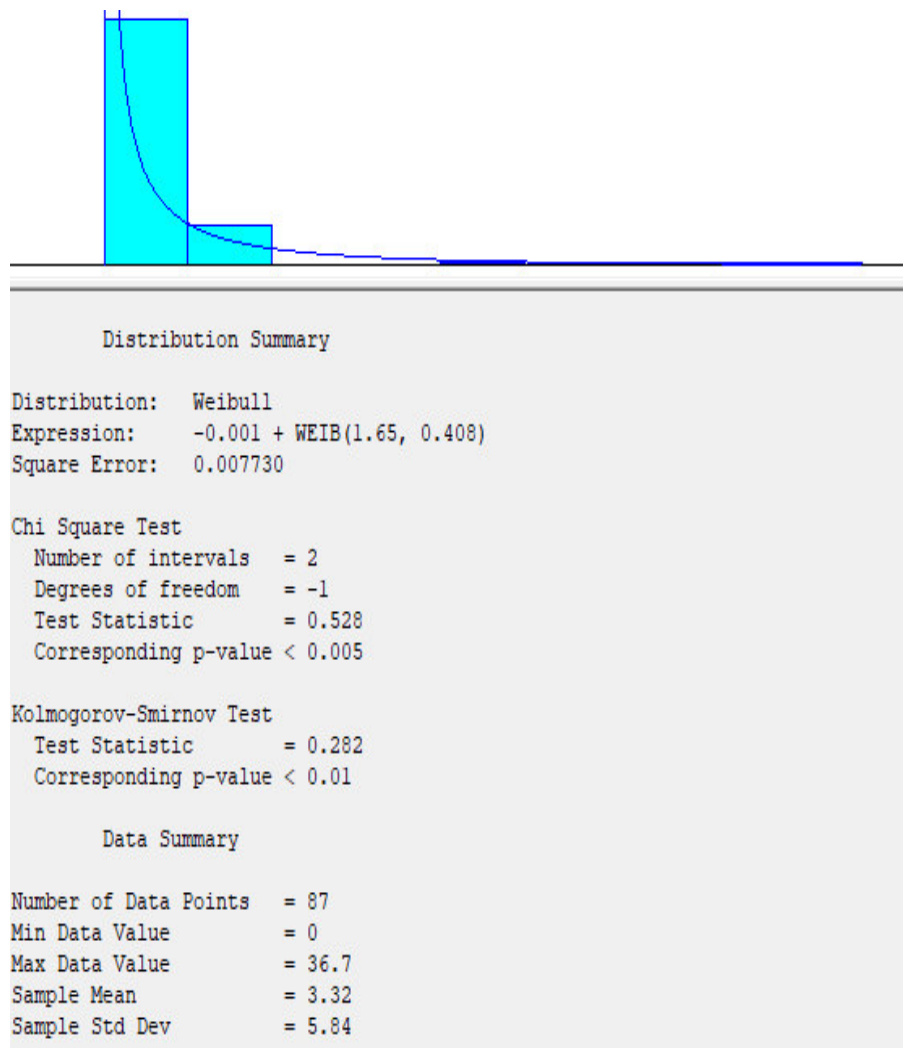 Distribution Summary
Distribution: Weibull
Expression: -0.001 + WEIB(1.65, 0.408)
Square Error: 0.007730
Chi Square Test
Number of intervals = 2
Degrees of freedom = -1
Test Statistic = 0.528
Corresponding p-value < 0.005
Kolmogorov-Smirnov Test
Test Statistic = 0.282
Corresponding p-value < 0.01
Data Summary
Number of Data Points = 87
Min Data Value = 0
Max Data Value = 36.7
Sample Mean = 3.32
Sample Std Dev = 5.84